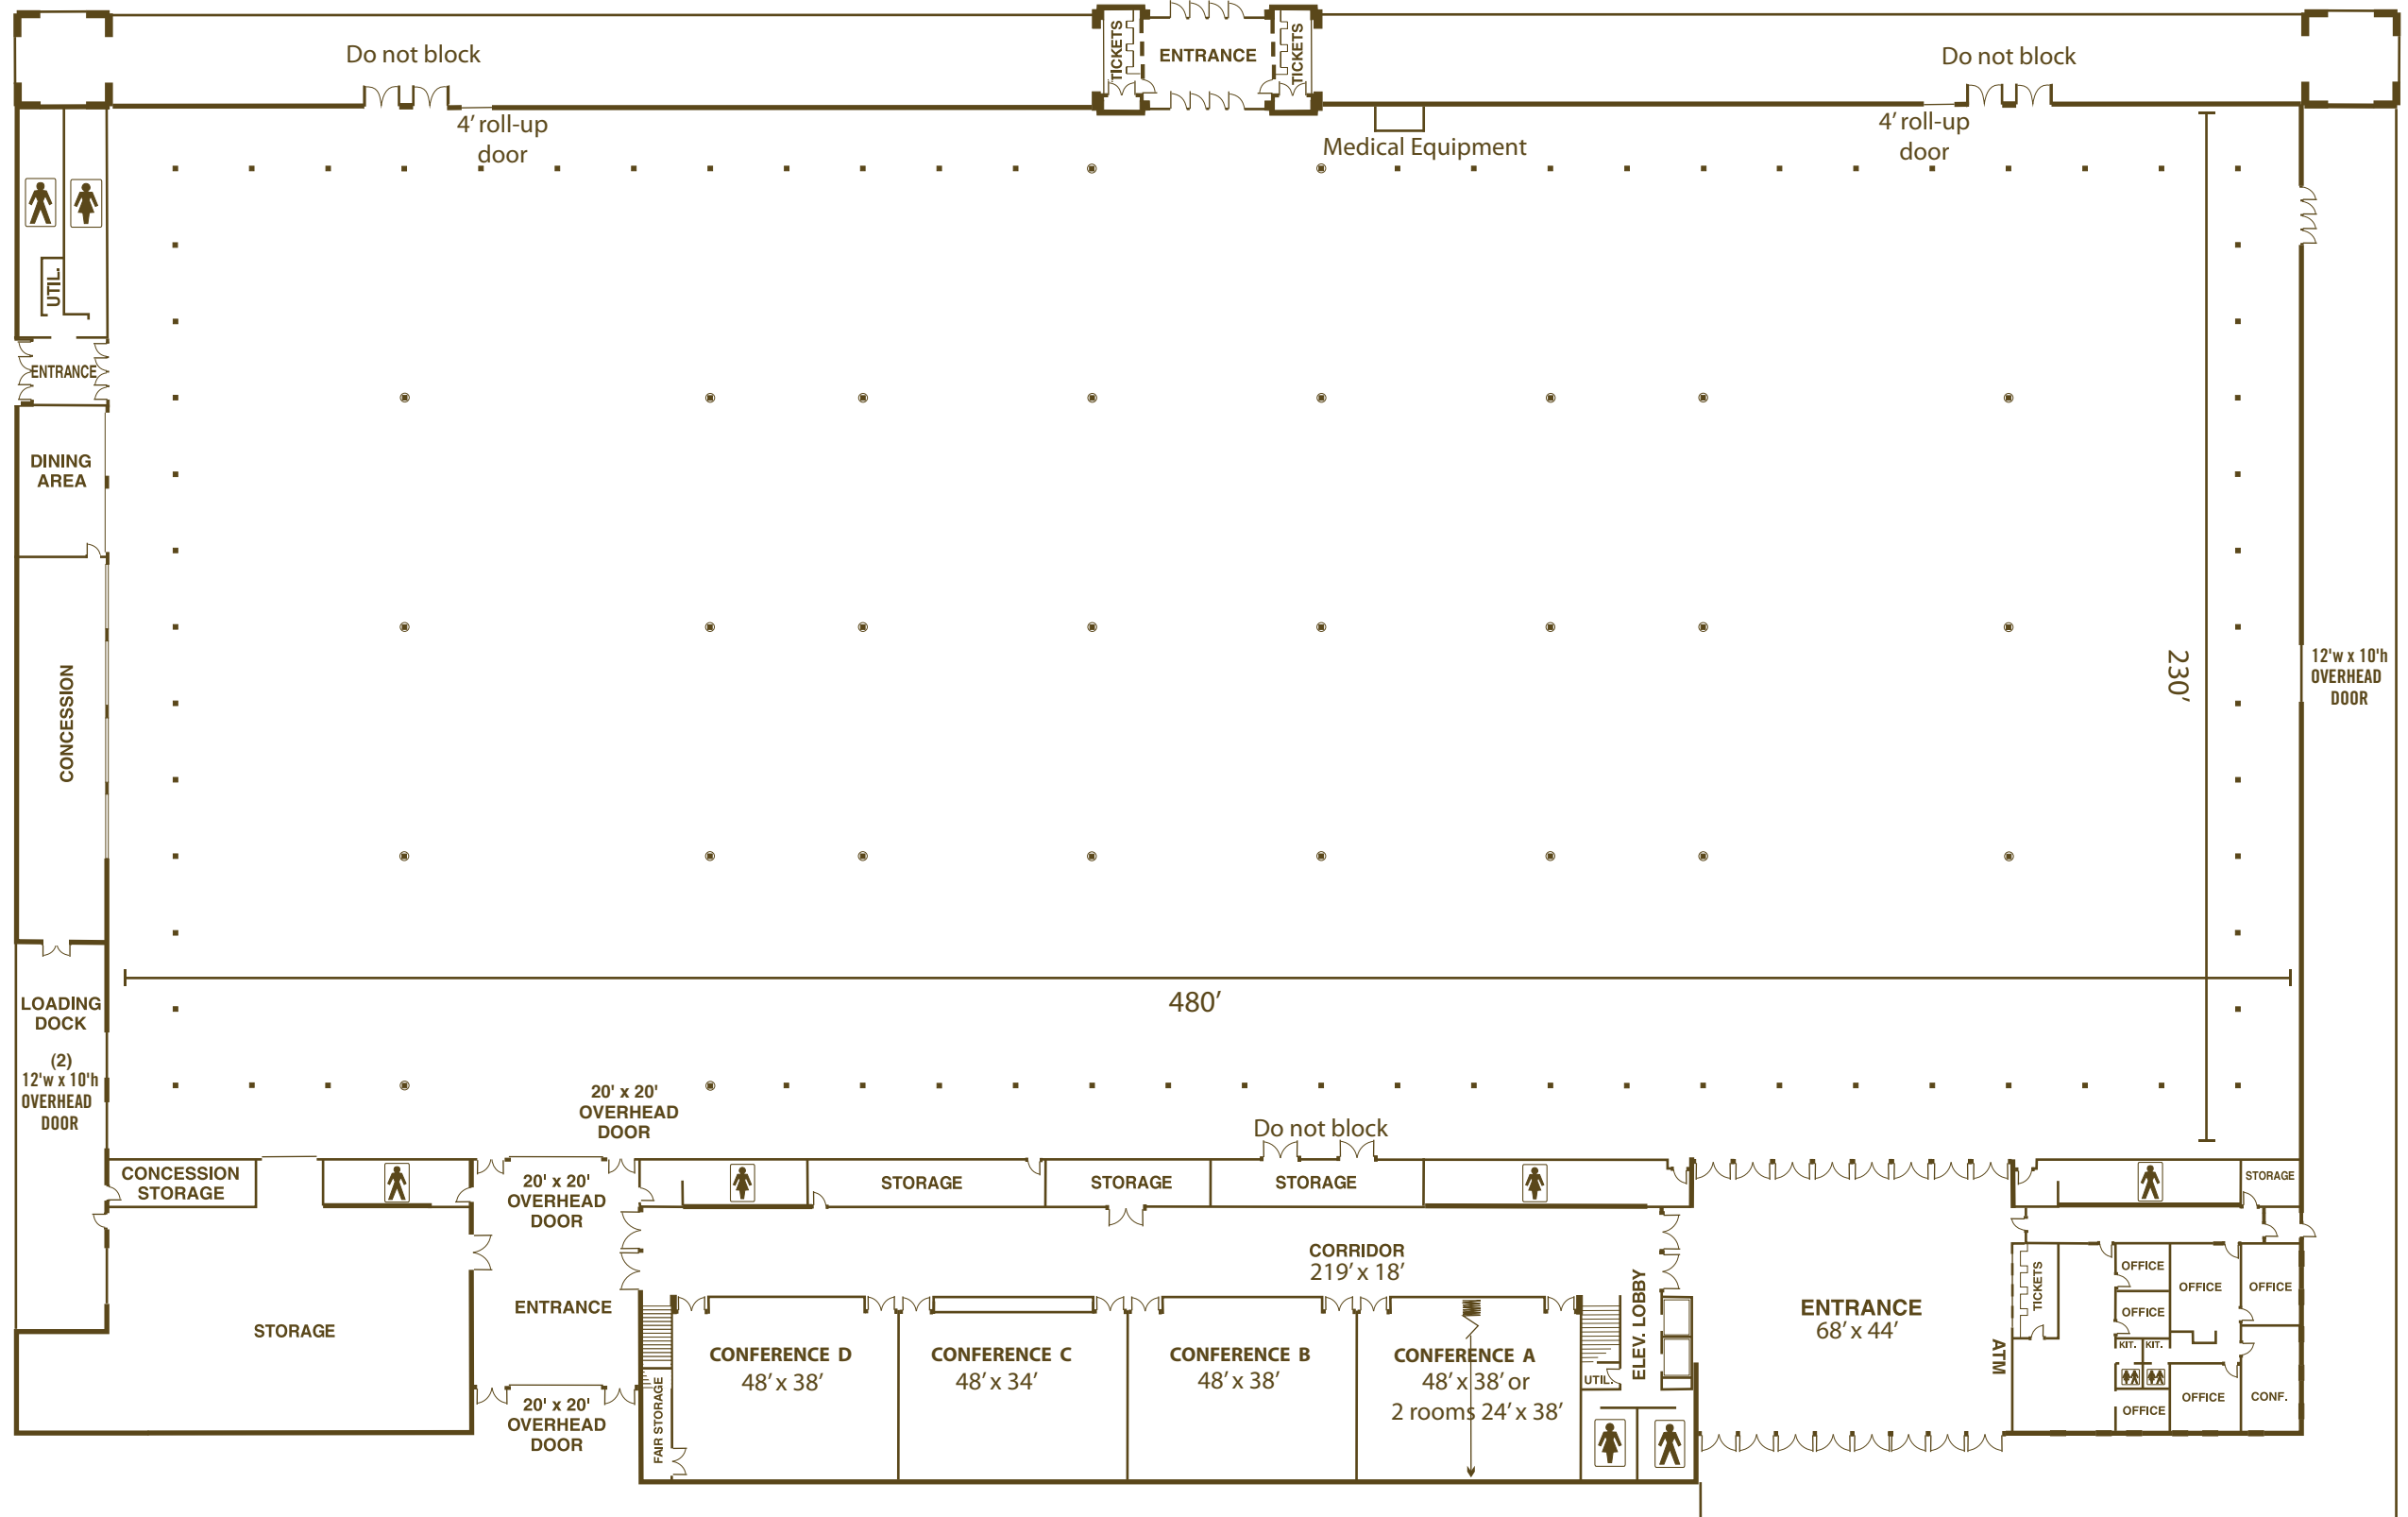 Do not block
TICKETS
ENTRANCE
TICKETS
Do not block
4’ roll-up
door
Medical Equipment
4’ roll-up
door
UTIL.
ENTRANCE
DINING
AREA
CONCESSION
230’
12'w x 10'h
OVERHEAD
DOOR
480’
LOADING
DOCK
(2)
12'w x 10'h
OVERHEAD
DOOR
20' x 20'
OVERHEAD
DOOR
Do not block
CONCESSION
STORAGE
20' x 20'
OVERHEAD
DOOR
STORAGE
STORAGE
STORAGE
STORAGE
CORRIDOR
219’ x 18’
STORAGE
ENTRANCE
FAIR STORAGE
20' x 20'
OVERHEAD
DOOR
CONFERENCE D
48’ x 38’
CONFERENCE C
48’ x 34’
CONFERENCE B
48’ x 38’
CONFERENCE A
48’ x 38’ or
2 rooms 24’ x 38’
UTIL.
ELEV. LOBBY
ENTRANCE
68’ x 44’
ATM
TICKETS
OFFICE
OFFICE
OFFICE
OFFICE
KIT.
KIT.
OFFICE
OFFICE
CONF.